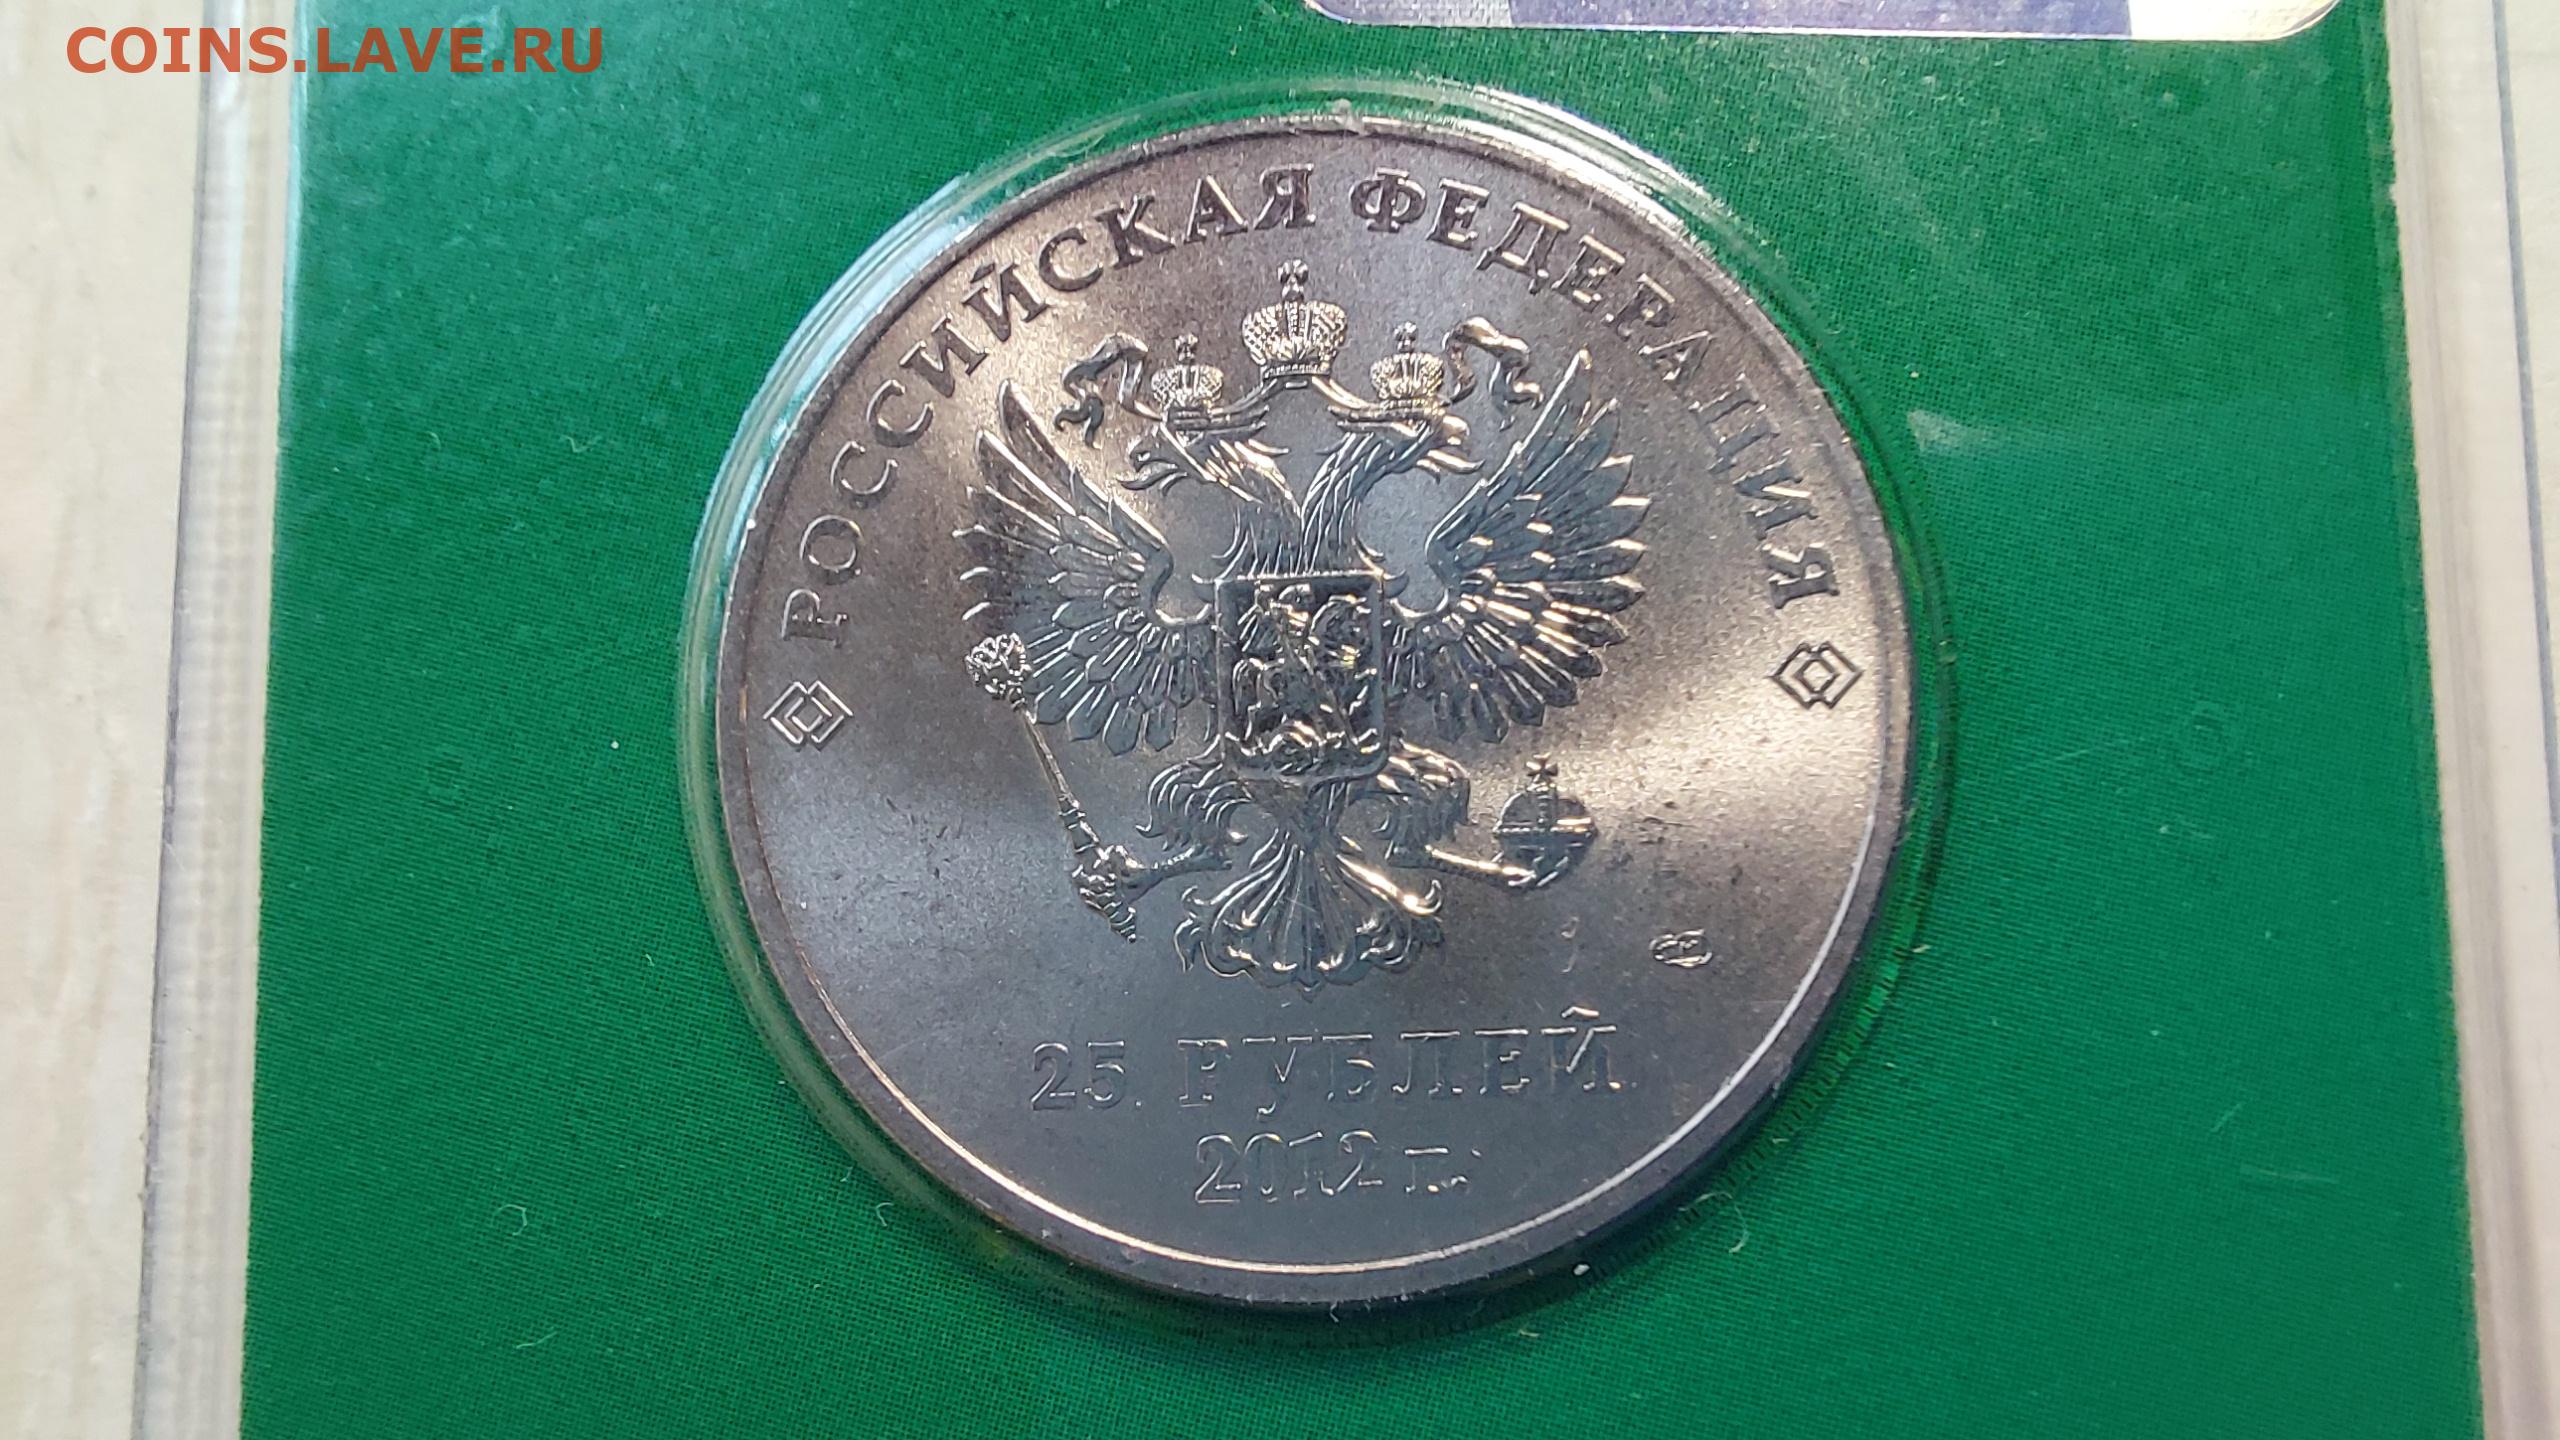 COINS.LAVE.RU
РОССИЙСКАЯ ФЕДЕРАЦИЯ
25 РУБЛЕЙ
2012 г.